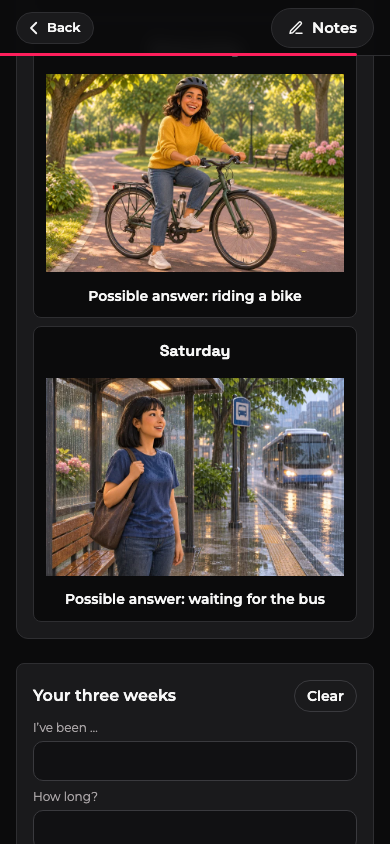 Back
Notes
Possible answer: riding a bike
Saturday
Possible answer: waiting for the bus
Your three weeks
Clear
I've been ...
How long?